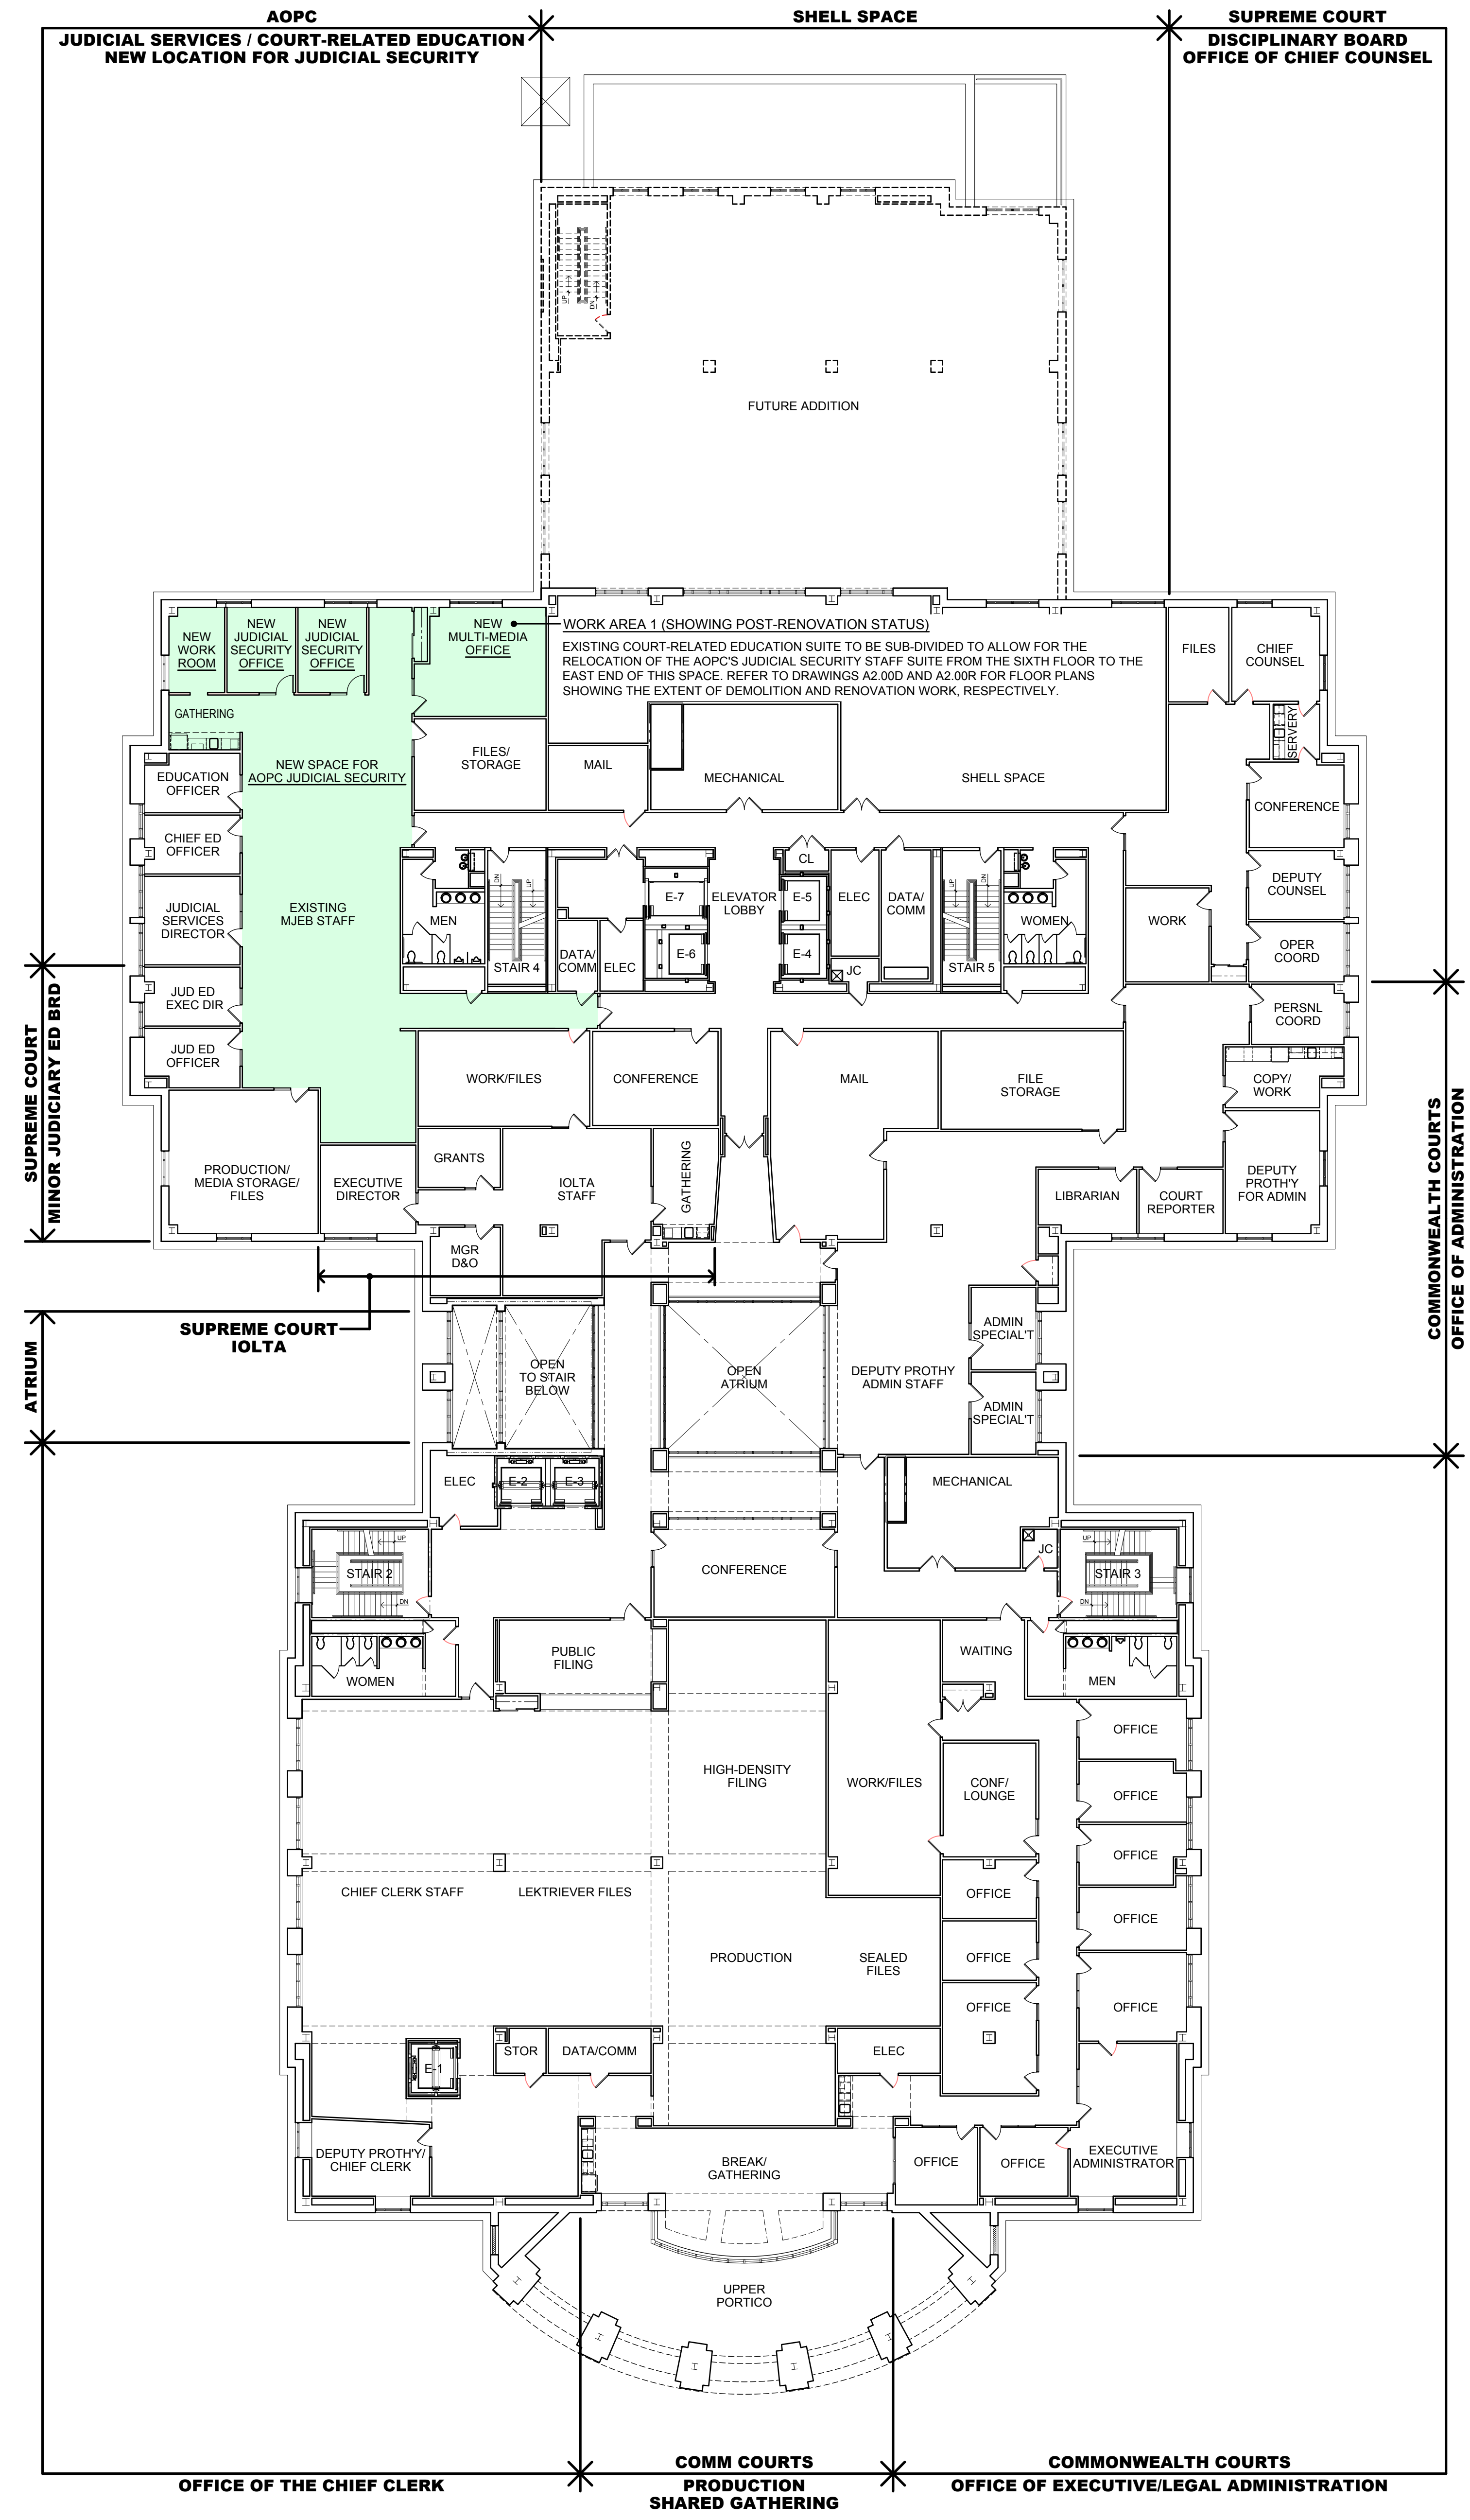 AOPC
SHELL SPACE
SUPREME COURT
JUDICIAL SERVICES / COURT-RELATED EDUCATION
NEW LOCATION FOR JUDICIAL SECURITY
DISCIPLINARY BOARD
OFFICE OF CHIEF COUNSEL
UP
DN
FUTURE ADDITION
NEW
WORK
ROOM
NEW
JUDICIAL
SECURITY
OFFICE
NEW
JUDICIAL
SECURITY
OFFICE
NEW
MULTI-MEDIA
OFFICE
WORK AREA 1 (SHOWING POST-RENOVATION STATUS)
EXISTING COURT-RELATED EDUCATION SUITE TO BE SUB-DIVIDED TO ALLOW FOR THE
RELOCATION OF THE AOPC'S JUDICIAL SECURITY STAFF SUITE FROM THE SIXTH FLOOR TO THE
EAST END OF THIS SPACE. REFER TO DRAWINGS A2.00D AND A2.00R FOR FLOOR PLANS
SHOWING THE EXTENT OF DEMOLITION AND RENOVATION WORK, RESPECTIVELY.
FILES
CHIEF
COUNSEL
GATHERING
SERVERY
NEW SPACE FOR
AOPC JUDICIAL SECURITY
FILES/
STORAGE
MAIL
MECHANICAL
SHELL SPACE
EDUCATION
OFFICER
CONFERENCE
CHIEF ED
OFFICER
CL
DEPUTY
COUNSEL
JUDICIAL
SERVICES
DIRECTOR
EXISTING
MJEB STAFF
MEN
DN
UP
STAIR 4
E-7
ELEVATOR
LOBBY
E-5
ELEC
DATA/
COMM
UP
DN
STAIR 5
WOMEN
WORK
OPER
COORD
DATA/
COMM
ELEC
E-6
E-4
JC
JUD ED
EXEC DIR
PERSNL
COORD
JUD ED
OFFICER
WORK/FILES
CONFERENCE
MAIL
FILE
STORAGE
COPY/
WORK
SUPREME COURT
MINOR JUDICIARY ED BRD
PRODUCTION/
MEDIA STORAGE/
FILES
EXECUTIVE
DIRECTOR
GRANTS
IOLTA
STAFF
GATHERING
LIBRARIAN
COURT
REPORTER
DEPUTY
PROTH'Y
FOR ADMIN
COMMONWEALTH COURTS
OFFICE OF ADMINISTRATION
MGR
D&O
SUPREME COURT
IOLTA
ATRIUM
OPEN
TO STAIR
BELOW
OPEN
ATRIUM
DEPUTY PROTHY
ADMIN STAFF
ADMIN
SPECIAL'T
ADMIN
SPECIAL'T
ELEC
E-2
E-3
MECHANICAL
UP
STAIR 2
DN
CONFERENCE
JC
UP
STAIR 3
DN
WOMEN
PUBLIC
FILING
WAITING
MEN
OFFICE
HIGH-DENSITY
FILING
WORK/FILES
CONF/
LOUNGE
OFFICE
OFFICE
CHIEF CLERK STAFF
LEKTRIEVER FILES
OFFICE
OFFICE
PRODUCTION
SEALED
FILES
OFFICE
OFFICE
OFFICE
E-1
STOR
DATA/COMM
ELEC
DEPUTY PROTH'Y/
CHIEF CLERK
BREAK/
GATHERING
OFFICE
OFFICE
EXECUTIVE
ADMINISTRATOR
UPPER
PORTICO
OFFICE OF THE CHIEF CLERK
COMM COURTS
PRODUCTION
SHARED GATHERING
COMMONWEALTH COURTS
OFFICE OF EXECUTIVE/LEGAL ADMINISTRATION